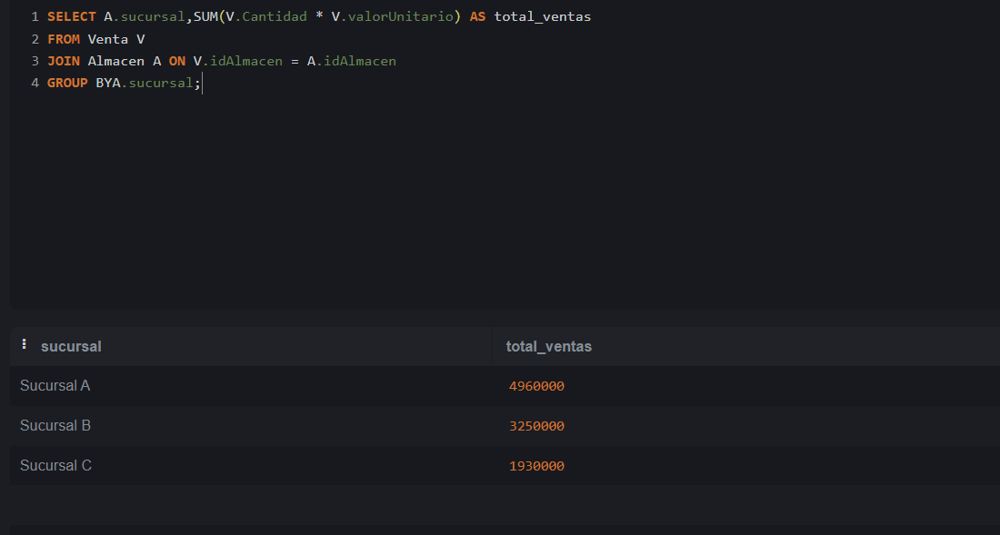 1 SELECT A.sucursal,SUM(V.Cantidad * V.valorUnitario) AS total_ventas
2 FROM Venta V
3 JOIN Almacen A ON V.idAlmacen = A.idAlmacen
4 GROUP BYA.sucursal;
sucursal total_ventas
Sucursal A 4960000
Sucursal B 3250000
Sucursal C 1930000